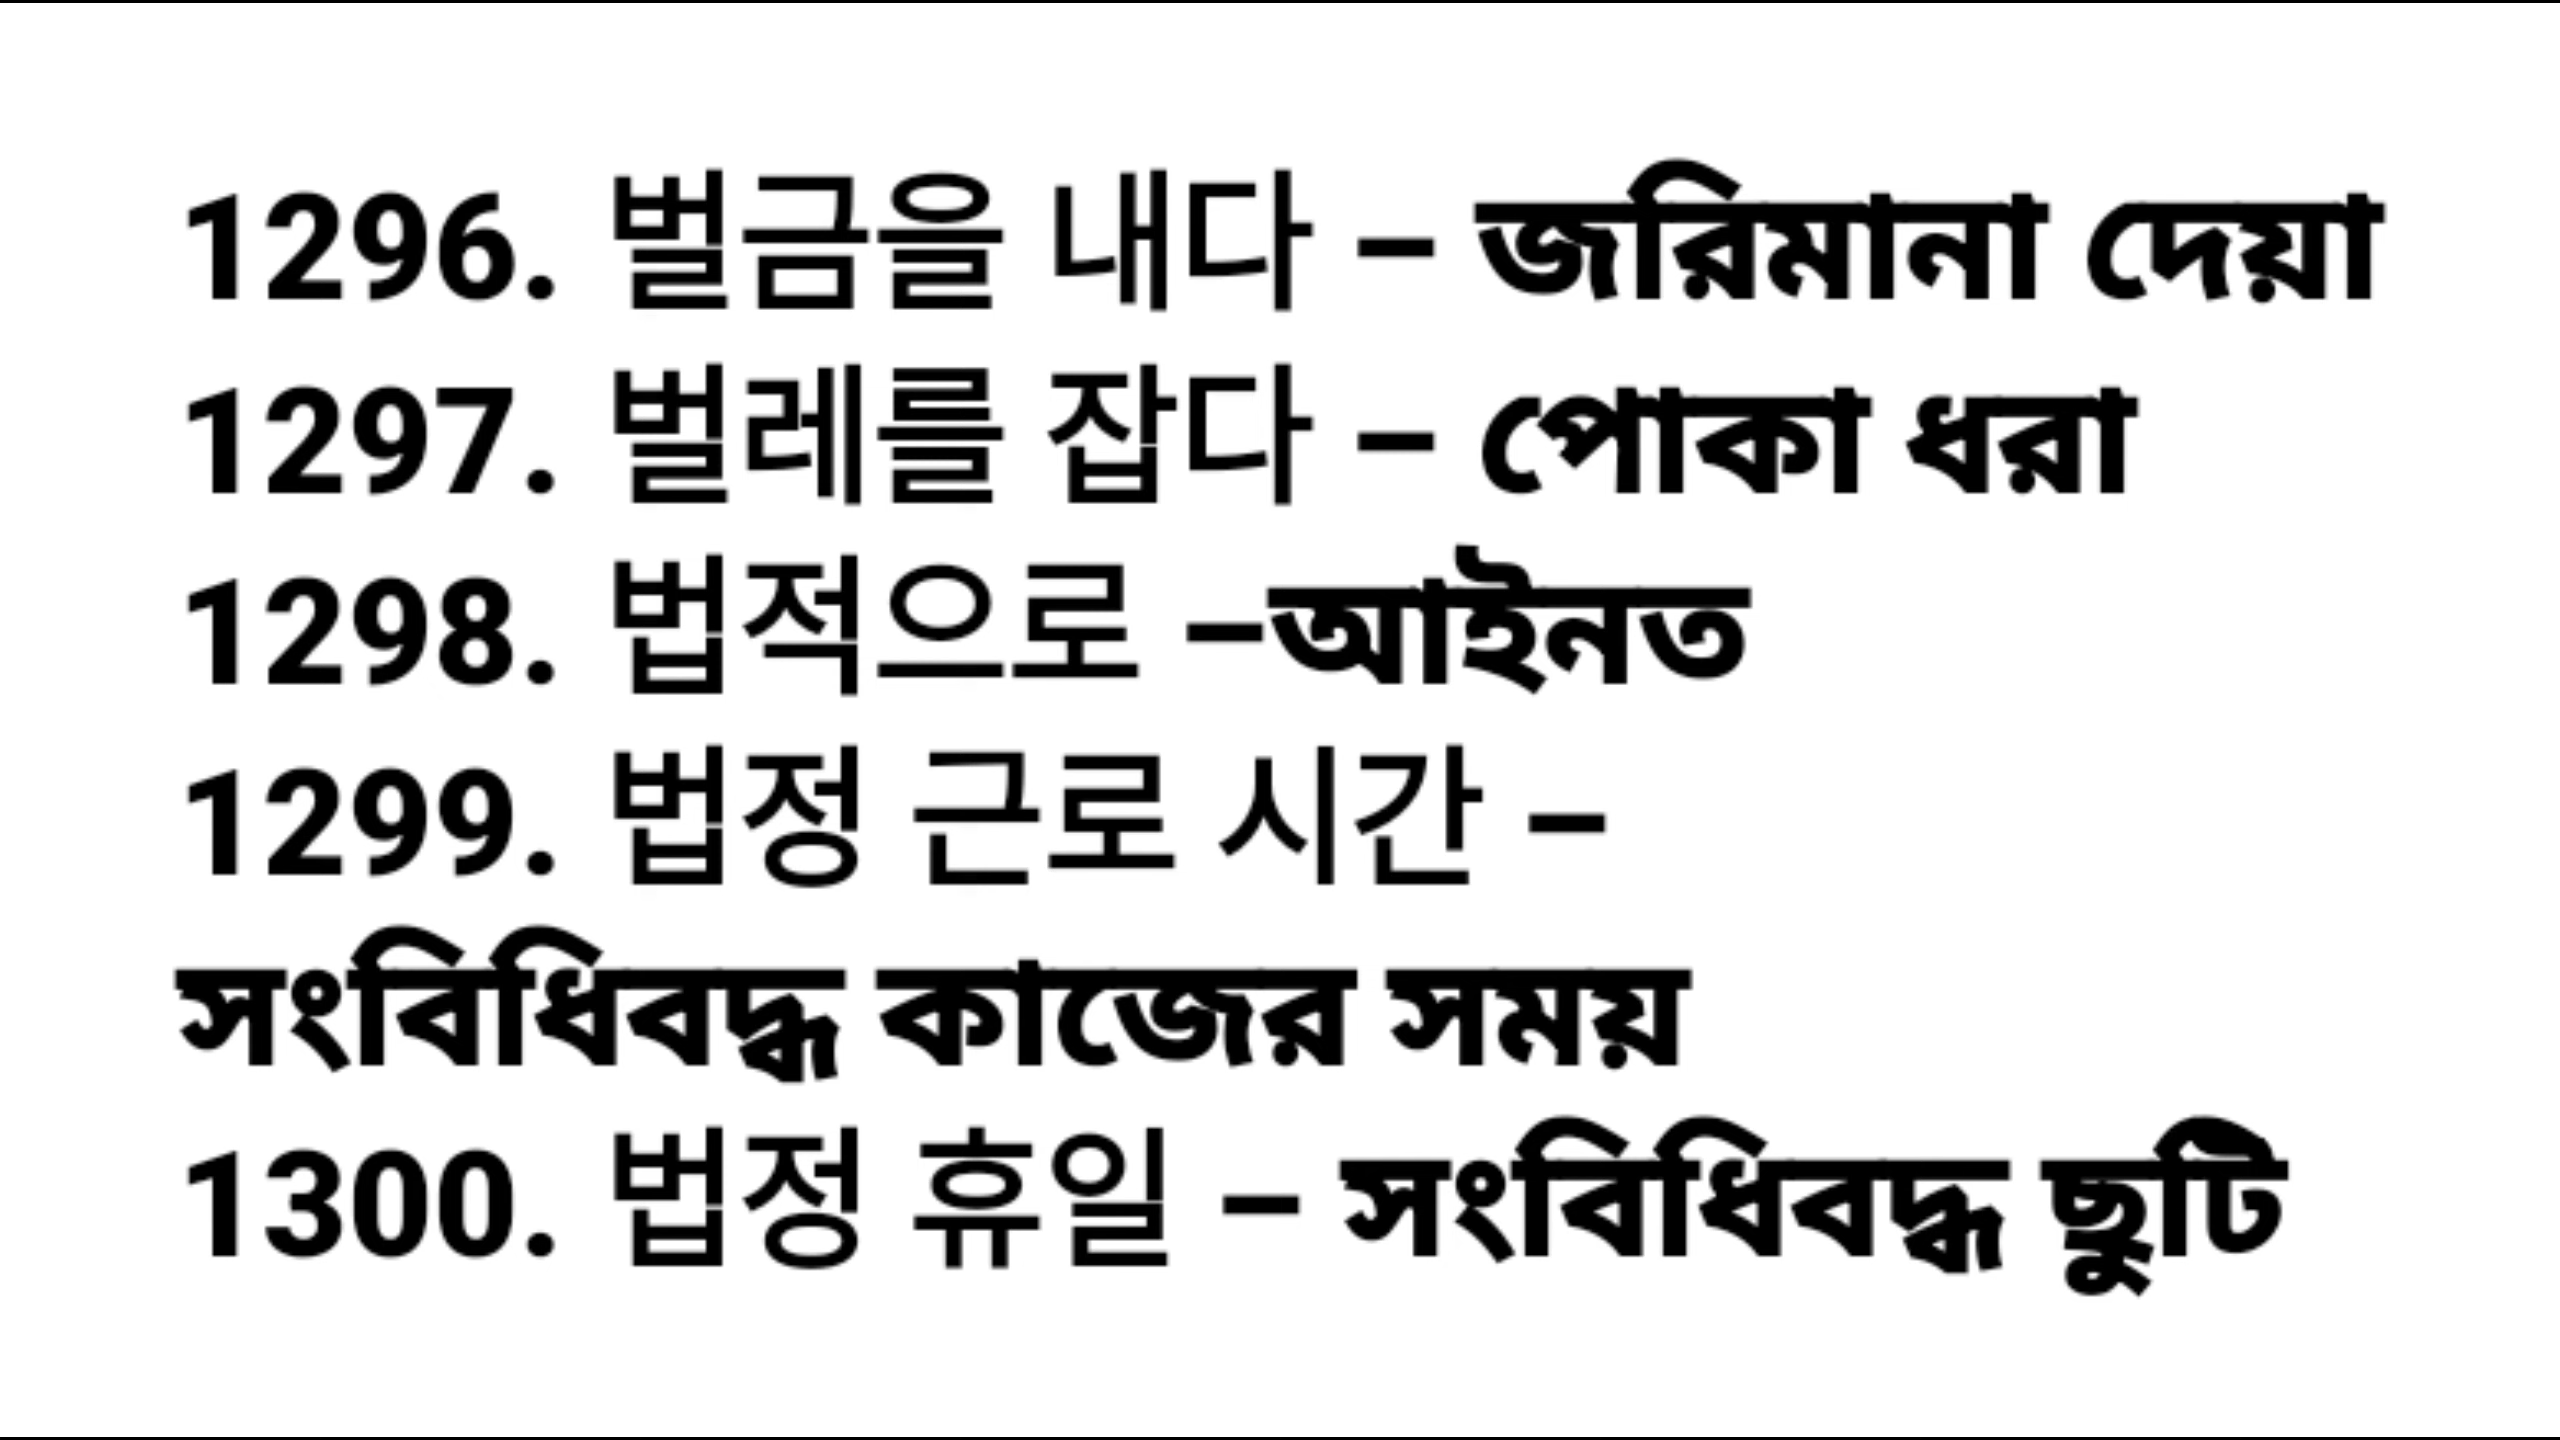 1296. 벌금을 내다 – জরিমানা দেয়া
1297. 벌레를 잡다 – পোকা ধরা
1298. 법적으로 –আইনত
1299. 법정 근로 시간 –
সংবিধিবদ্ধ কাজের সময়
1300. 법정 휴일 – সংবিধিবদ্ধ ছুটি